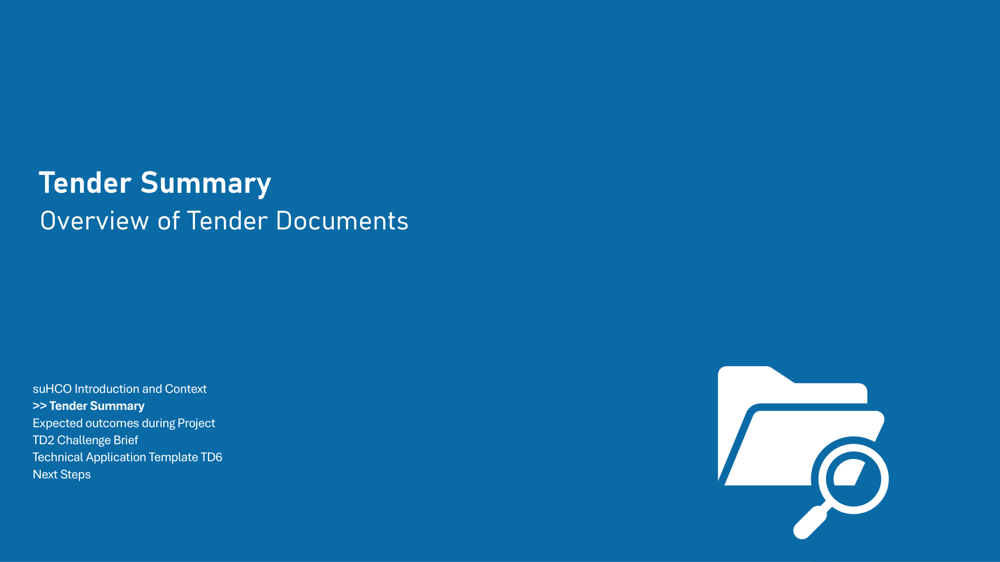 Tender Summary
Overview of Tender Documents
suHCO Introduction and Context
>> Tender Summary
Expected outcomes during Project
TD2 Challenge Brief
Technical Application Template TD6
Next Steps